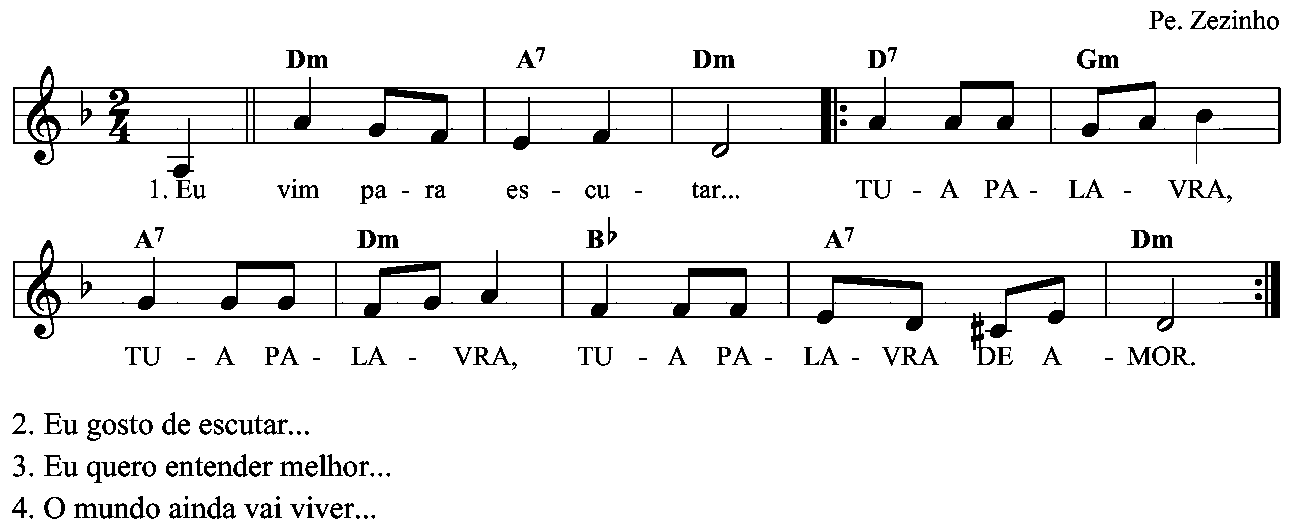 Pe. Zezinho
Dm A7 Dm D7 Gm
2 4
1. Eu vim pa - ra es - cu - tar... TU - A PA - LA - VRA,
A7 Dm B♭ A7 Dm
TU - A PA - LA - VRA, TU - A PA - LA - VRA DE A - MOR.
2. Eu gosto de escutar...
3. Eu quero entender melhor...
4. O mundo ainda vai viver...